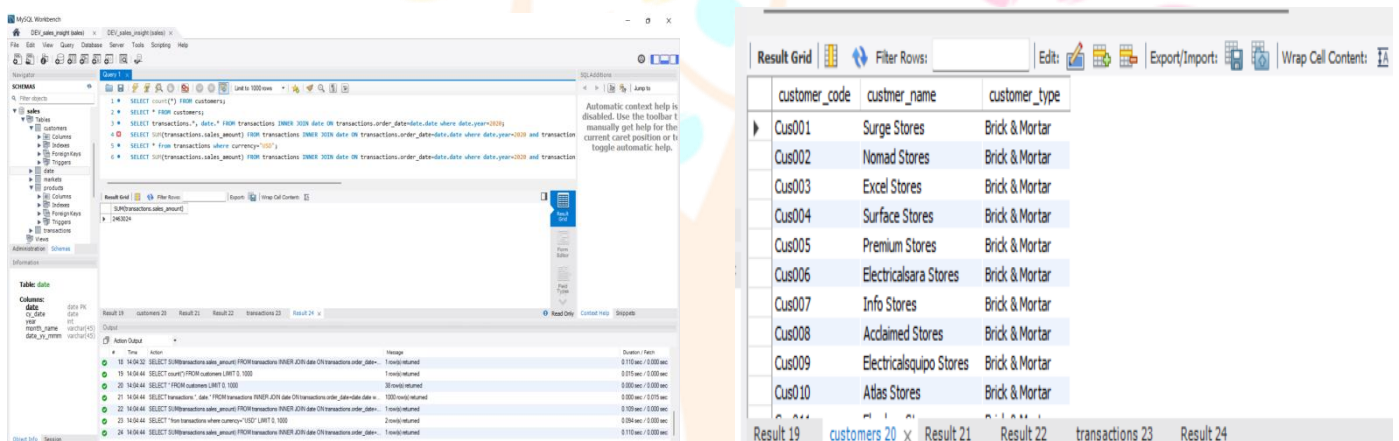 MySQL Workbench
DEV_sales_insight (sales) x DEV_sales_insight (sales) x
File Edit View Query Database Server Tools Scripting Help
Navigator
SCHEMAS
Filter objects
sales
Tables
customers
Columns
Indexes
Foreign Keys
Triggers
date
markets
products
Columns
Indexes
Foreign Keys
Triggers
transactions
Views
Administration Schemas
Information
Table: date
Columns:
date date PK
cy_date date
year int
month_name varchar(45)
date_yy_mmm varchar(45)
Object Info Session
Query 1 x
Limit to 1000 rows
1 SELECT count(*) FROM customers;
2 SELECT * FROM customers;
3 SELECT transactions.*, date.* FROM transactions INNER JOIN date ON transactions.order_date=date.date where date.year=2020;
4 SELECT SUM(transactions.sales_amount) FROM transactions INNER JOIN date ON transactions.order_date=date.date where date.year=2020 and transaction
5 SELECT * from transactions where currency="USD";
6 SELECT SUM(transactions.sales_amount) FROM transactions INNER JOIN date ON transactions.order_date=date.date where date.year=2020 and transaction
Result Grid Filter Rows: Export: Wrap Cell Content:
SUM(transactions.sales_amount)
2463024
Result Grid
Form Editor
Field Types
Result 19 customers 20 Result 21 Result 22 transactions 23 Result 24 x
Read Only Context Help Snippets
SQLAdditions
Jump to
Automatic context help is
disabled. Use the toolbar t
manually get help for the
current caret position or to
toggle automatic help.
Output
Action Output
# Time Action Message Duration / Fetch
18 14:04:32 SELECT SUM(transactions.sales_amount) FROM transactions INNER JOIN date ON transactions.order_date=... 1 row(s) returned 0.110 sec / 0.000 sec
19 14:04:44 SELECT count(*) FROM customers LIMIT 0, 1000 1 row(s) returned 0.015 sec / 0.000 sec
20 14:04:44 SELECT * FROM customers LIMIT 0, 1000 38 row(s) returned 0.000 sec / 0.000 sec
21 14:04:44 SELECT transactions.*, date.* FROM transactions INNER JOIN date ON transactions.order_date=date.date w... 1000 row(s) returned 0.000 sec / 0.015 sec
22 14:04:44 SELECT SUM(transactions.sales_amount) FROM transactions INNER JOIN date ON transactions.order_date=... 1 row(s) returned 0.109 sec / 0.000 sec
23 14:04:44 SELECT * from transactions where currency="USD" LIMIT 0, 1000 2 row(s) returned 0.094 sec / 0.000 sec
24 14:04:44 SELECT SUM(transactions.sales_amount) FROM transactions INNER JOIN date ON transactions.order_date=... 1 row(s) returned 0.110 sec / 0.000 sec
Result Grid Filter Rows: Edit: Export/Import: Wrap Cell Content:
customer_code custmer_name customer_type
Cus001 Surge Stores Brick & Mortar
Cus002 Nomad Stores Brick & Mortar
Cus003 Excel Stores Brick & Mortar
Cus004 Surface Stores Brick & Mortar
Cus005 Premium Stores Brick & Mortar
Cus006 Electricalsara Stores Brick & Mortar
Cus007 Info Stores Brick & Mortar
Cus008 Acclaimed Stores Brick & Mortar
Cus009 Electricalsquipo Stores Brick & Mortar
Cus010 Atlas Stores Brick & Mortar
Result 19 customers 20 x Result 21 Result 22 transactions 23 Result 24